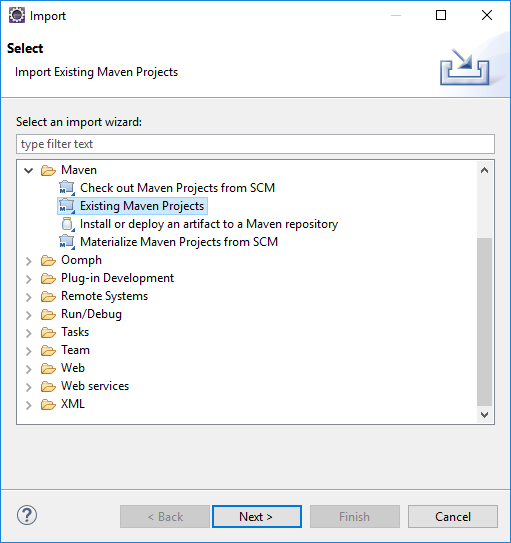 Import
Select
Import Existing Maven Projects
Select an import wizard:
type filter text
Maven
Check out Maven Projects from SCM
Existing Maven Projects
Install or deploy an artifact to a Maven repository
Materialize Maven Projects from SCM
Oomph
Plug-in Development
Remote Systems
Run/Debug
Tasks
Team
Web
Web services
XML
? < Back Next > Finish Cancel